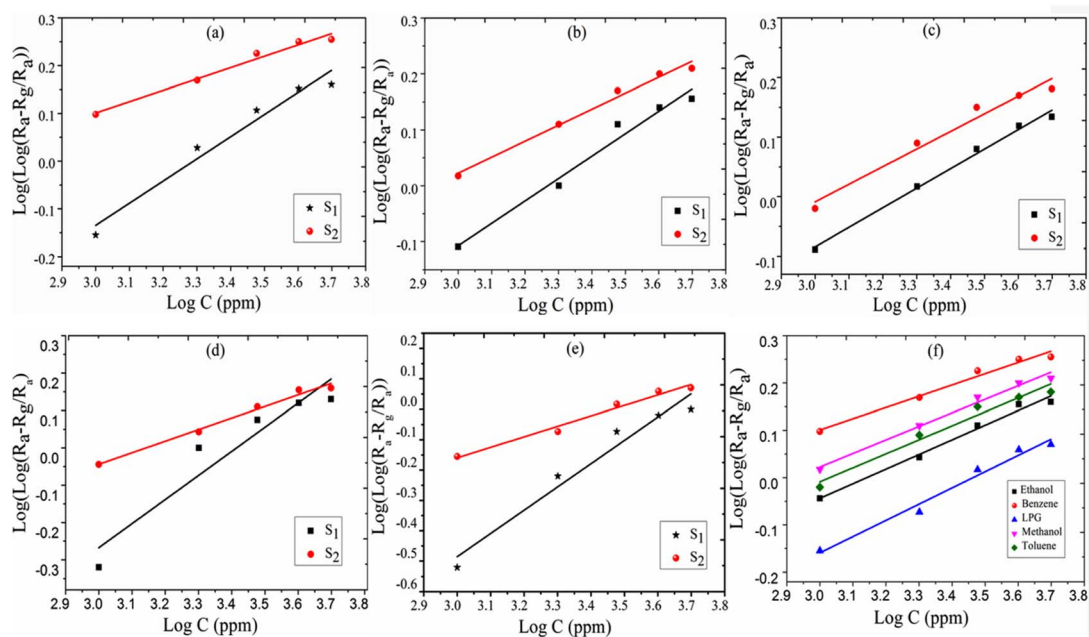 (a)
Log(Log(Ra-Rg/Ra))
0.3
0.2
0.1
0.0
-0.1
-0.2
S1
S2
2.9 3.0 3.1 3.2 3.3 3.4 3.5 3.6 3.7 3.8
Log C (ppm)
(b)
Log(Log(Ra-Rg/Ra))
0.3
0.2
0.1
0.0
-0.1
S1
S2
2.9 3.0 3.1 3.2 3.3 3.4 3.5 3.6 3.7 3.8
Log C (ppm)
(c)
Log(Log(Ra-Rg/Ra)
0.3
0.2
0.1
0.0
-0.1
S1
S2
2.9 3.0 3.1 3.2 3.3 3.4 3.5 3.6 3.7 3.8
Log C (ppm)
(d)
Log(Log(Ra-Rg/Ra)
0.3
0.2
0.1
0.0
-0.1
-0.2
-0.3
S1
S2
2.9 3.0 3.1 3.2 3.3 3.4 3.5 3.6 3.7 3.8
Log C (ppm)
(e)
Log(Log(Ra-Rg/Ra))
0.2
0.1
-0.0
-0.1
-0.2
-0.3
-0.4
-0.5
-0.6
S1
S2
2.9 3.0 3.1 3.2 3.3 3.4 3.5 3.6 3.7 3.8
Log C (ppm)
(f)
Log(Log(Ra-Rg/Ra)
0.3
0.2
0.1
0.0
-0.1
-0.2
Ethanol
Benzene
LPG
Methanol
Toluene
2.9 3.0 3.1 3.2 3.3 3.4 3.5 3.6 3.7 3.8
Log C (ppm)